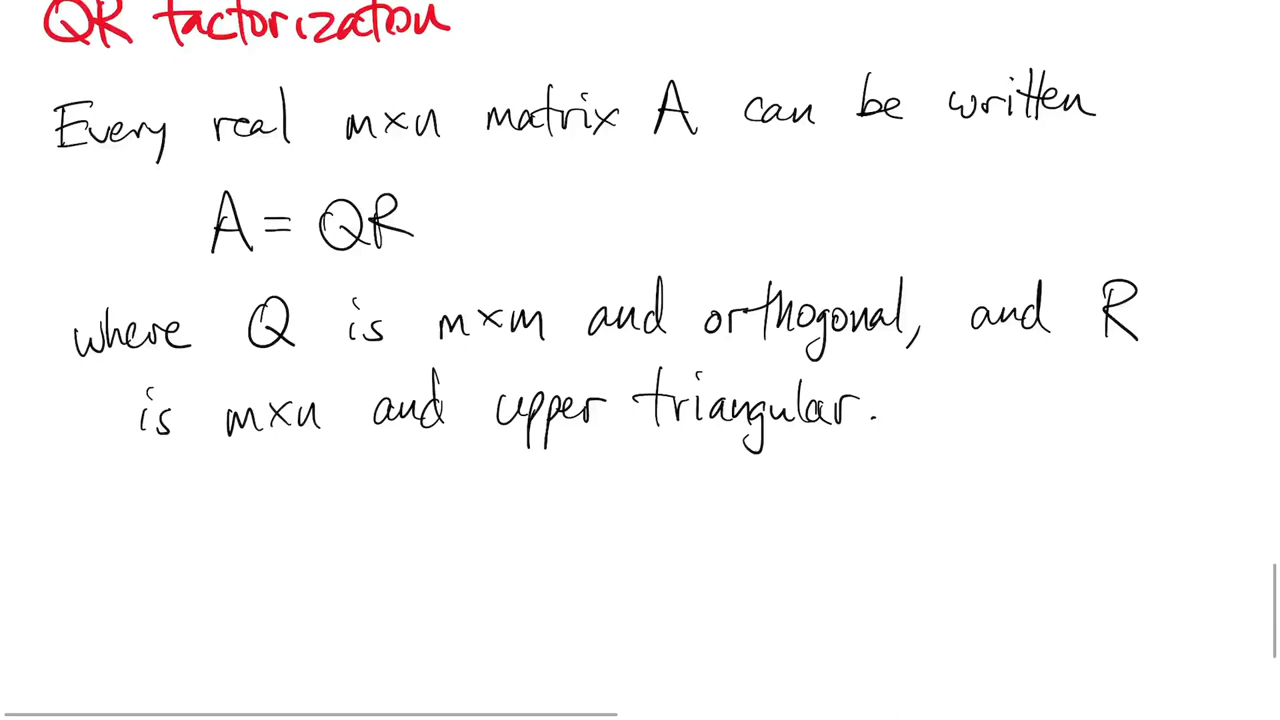 QR factorization
Every real m×n matrix A can be written
A = QR
where Q is m×m and orthogonal, and R
is m×n and upper triangular.